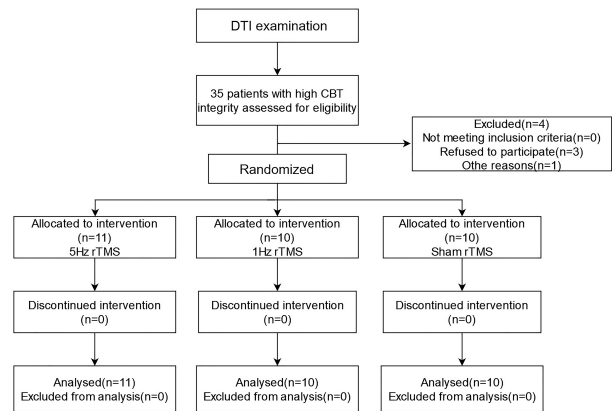 DTI examination
35 patients with high CBT
integrity assessed for eligibility
Excluded(n=4)
Not meeting inclusion criteria(n=0)
Refused to participate(n=3)
Other reasons(n=1)
Randomized
Allocated to intervention
(n=11)
5Hz rTMS
Allocated to intervention
(n=10)
1Hz rTMS
Allocated to intervention
(n=10)
Sham rTMS
Discontinued intervention
(n=0)
Discontinued intervention
(n=0)
Discontinued intervention
(n=0)
Analysed(n=11)
Excluded from analysis(n=0)
Analysed(n=10)
Excluded from analysis(n=0)
Analysed(n=10)
Excluded from analysis(n=0)